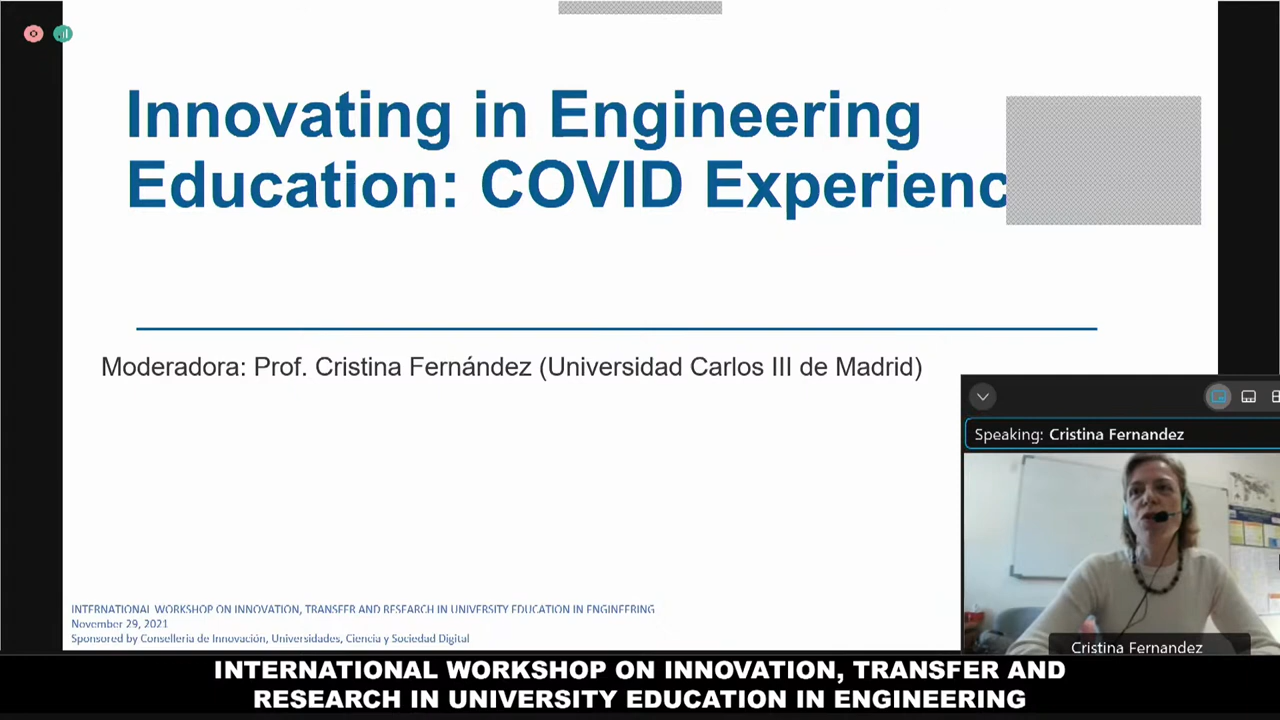 Innovating in Engineering
Education: COVID Experienc
Moderadora: Prof. Cristina Fernández (Universidad Carlos III de Madrid)
Speaking: Cristina Fernandez
Cristina Fernandez
INTERNATIONAL WORKSHOP ON INNOVATION, TRANSFER AND RESEARCH IN UNIVERSITY EDUCATION IN ENGINEERING
November 29, 2021
Sponsored by Conselleria de Innovación, Universidades, Ciencia y Sociedad Digital
INTERNATIONAL WORKSHOP ON INNOVATION, TRANSFER AND
RESEARCH IN UNIVERSITY EDUCATION IN ENGINEERING